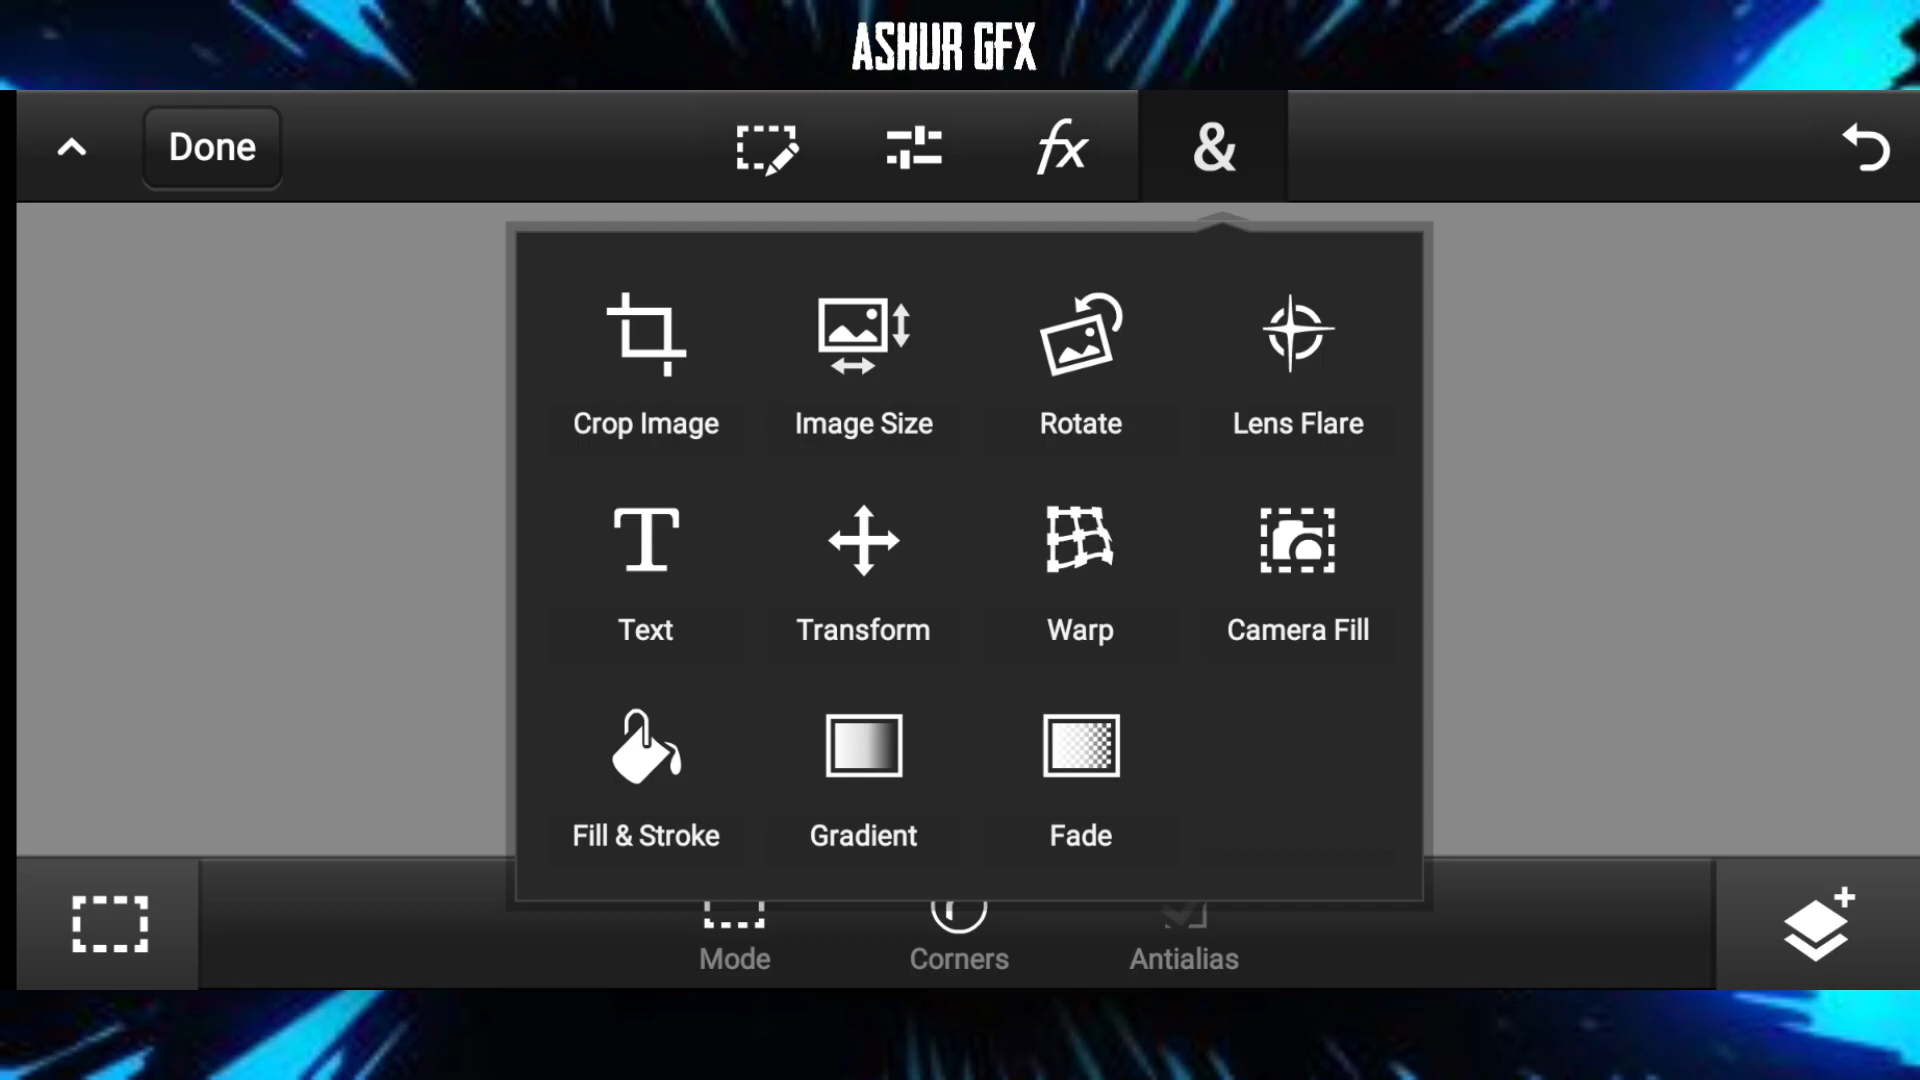 ASHUR GFX
Done
fx
&
Crop Image
Image Size
Rotate
Lens Flare
T
Text
Transform
Warp
Camera Fill
Fill & Stroke
Gradient
Fade
Mode
Corners
Antialias